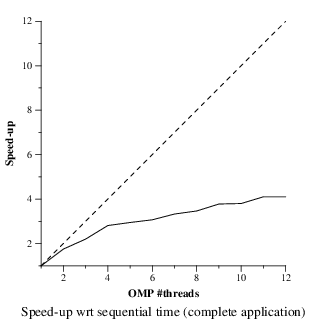 12
10
8
6
4
2
Speed-up
2 4 6 8 10 12
OMP #threads
Speed-up wrt sequential time (complete application)